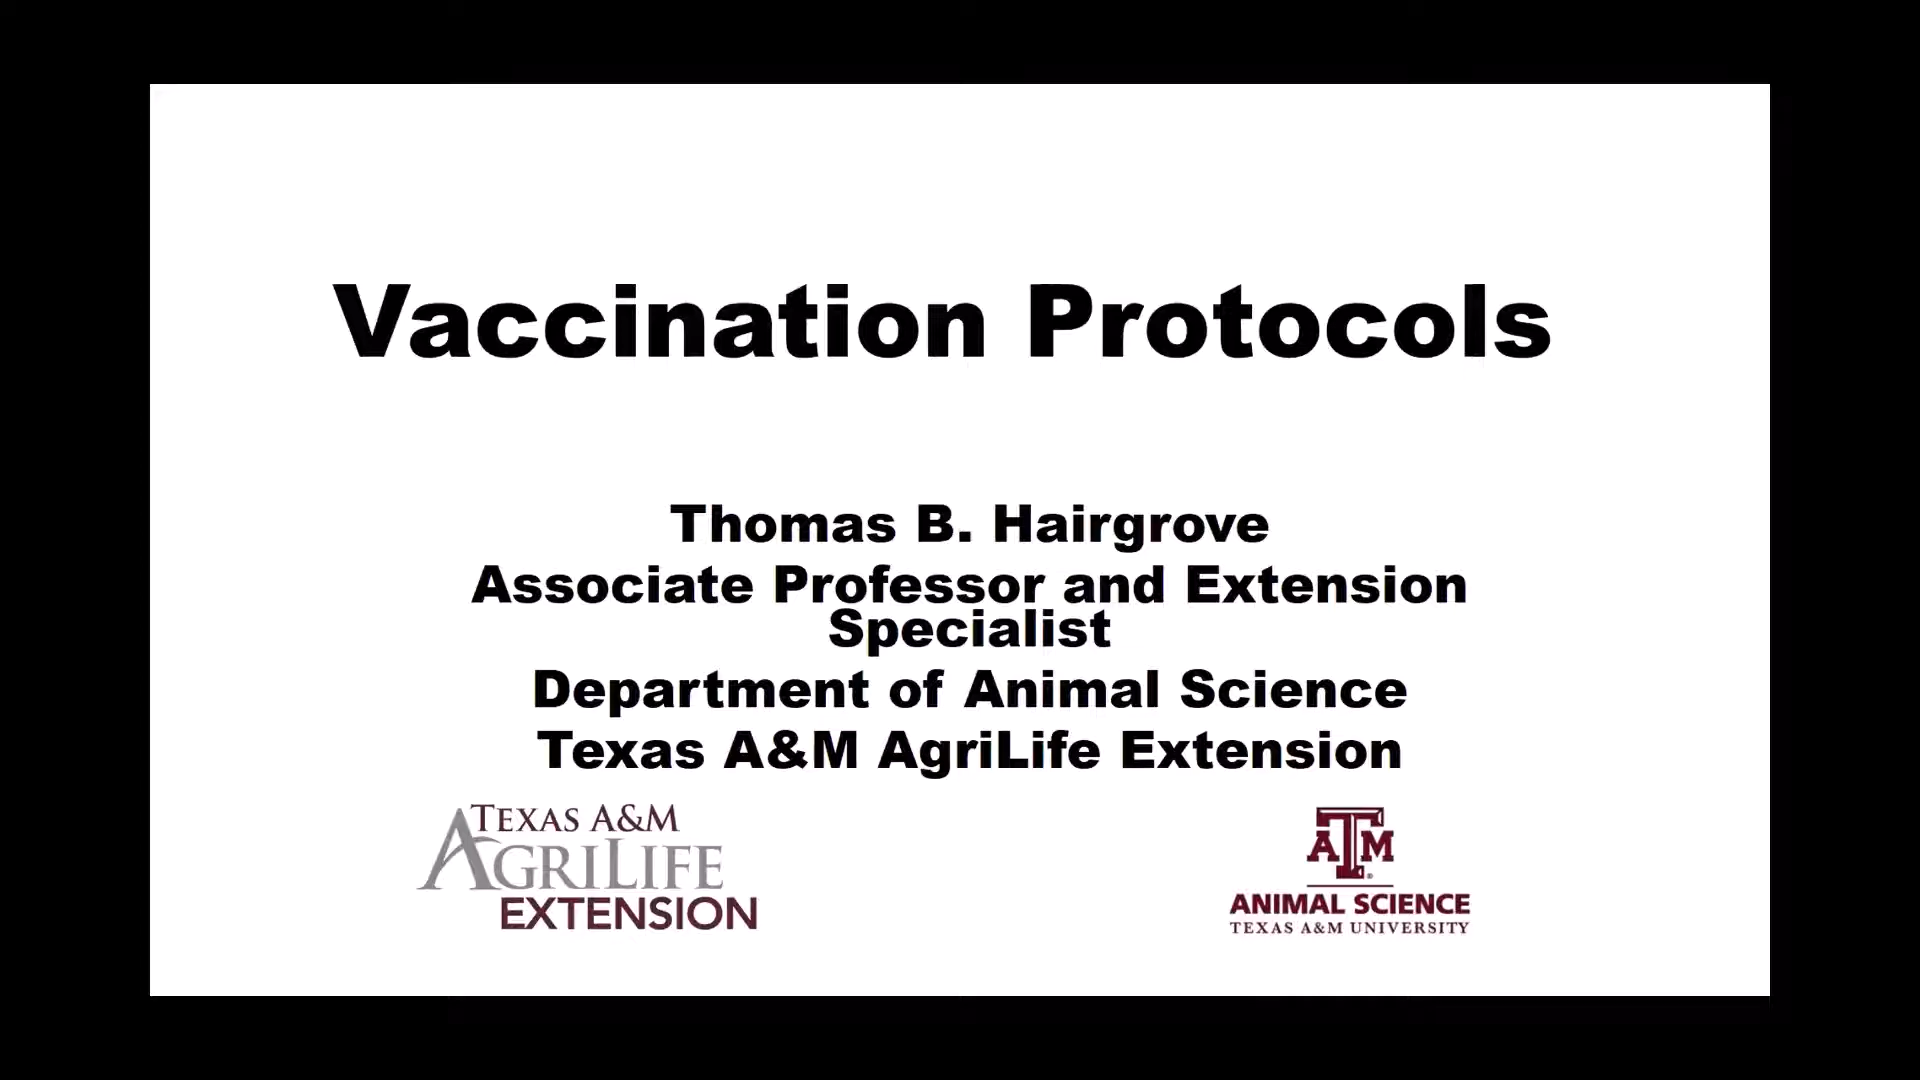 Vaccination Protocols
Thomas B. Hairgrove
Associate Professor and Extension
Specialist
Department of Animal Science
Texas A&M AgriLife Extension
TEXAS A&M
AGRILIFE
EXTENSION
ATM
ANIMAL SCIENCE
TEXAS A&M UNIVERSITY